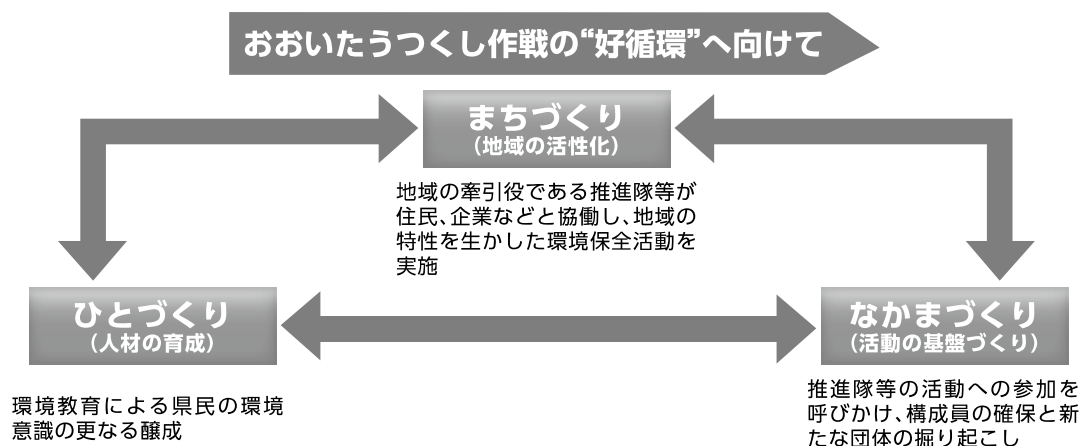 おおいたうつくし作戦の“好循環”へ向けて
まちづくり
（地域の活性化）
地域の牽引役である推進隊等が
住民、企業などと協働し、地域の
特性を生かした環境保全活動を
実施
ひとづくり
（人材の育成）
環境教育による県民の環境
意識の更なる醸成
なかまづくり
（活動の基盤づくり）
推進隊等の活動への参加を
呼びかけ、構成員の確保と新
たな団体の掘り起こし